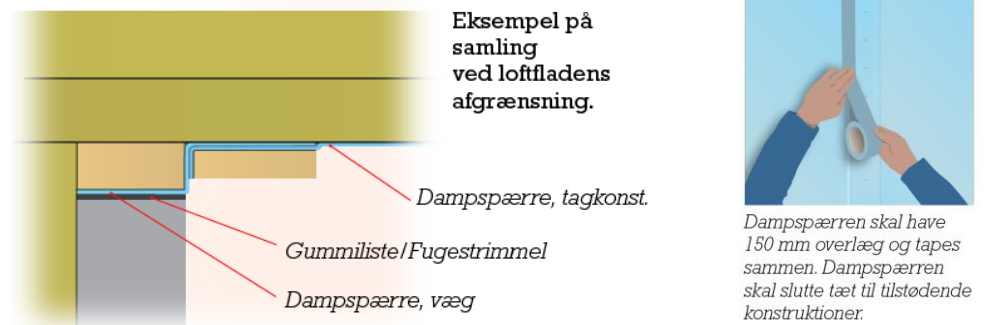 Eksempel på
samling
ved loftfladens
afgrænsning.
Dampspærre, tagkonst.
Gummiliste/Fugestrimmel
Dampspærre, væg
Dampspærren skal have
150 mm overlæg og tapes
sammen. Dampspærren
skal slutte tæt til tilstødende
konstruktioner.